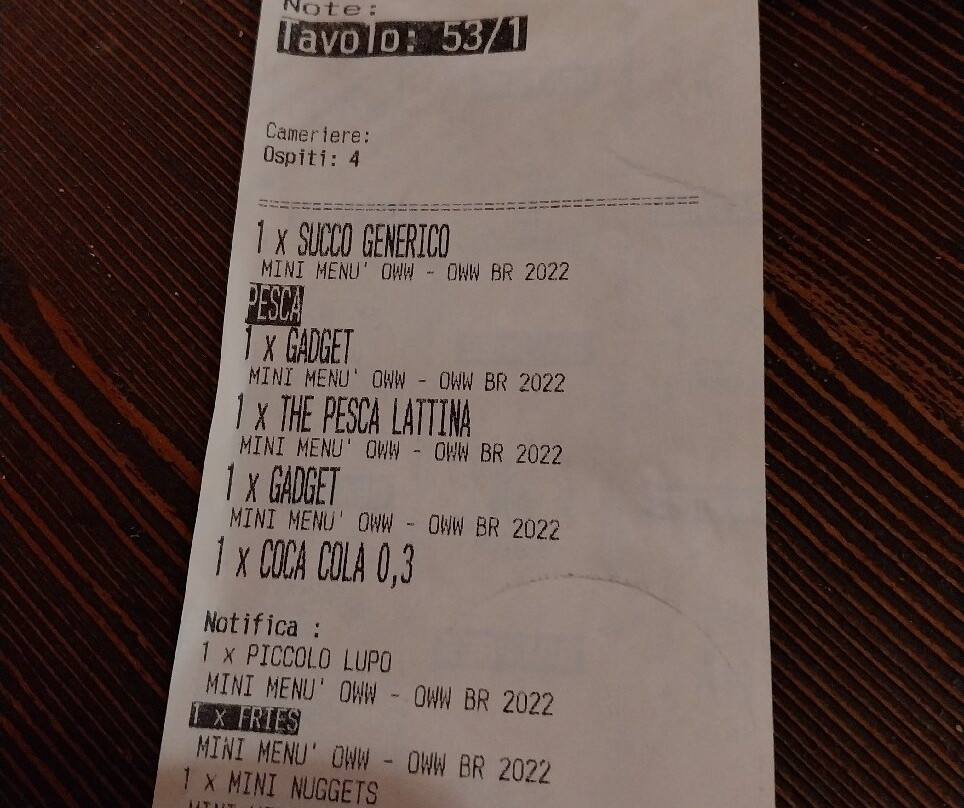 Note:
Tavolo: 53/1
Cameriere:
Ospiti: 4
================================================
1 x SUCCO GENERICO
MINI MENU' OWW - OWW BR 2022
PESCA
1 x GADGET
MINI MENU' OWW - OWW BR 2022
1 x THE PESCA LATTINA
MINI MENU' OWW - OWW BR 2022
1 x GADGET
MINI MENU' OWW - OWW BR 2022
1 x COCA COLA 0,3
Notifica :
1 x PICCOLO LUPO
MINI MENU' OWW - OWW BR 2022
1 x FRIES
MINI MENU' OWW - OWW BR 2022
1 x MINI NUGGETS